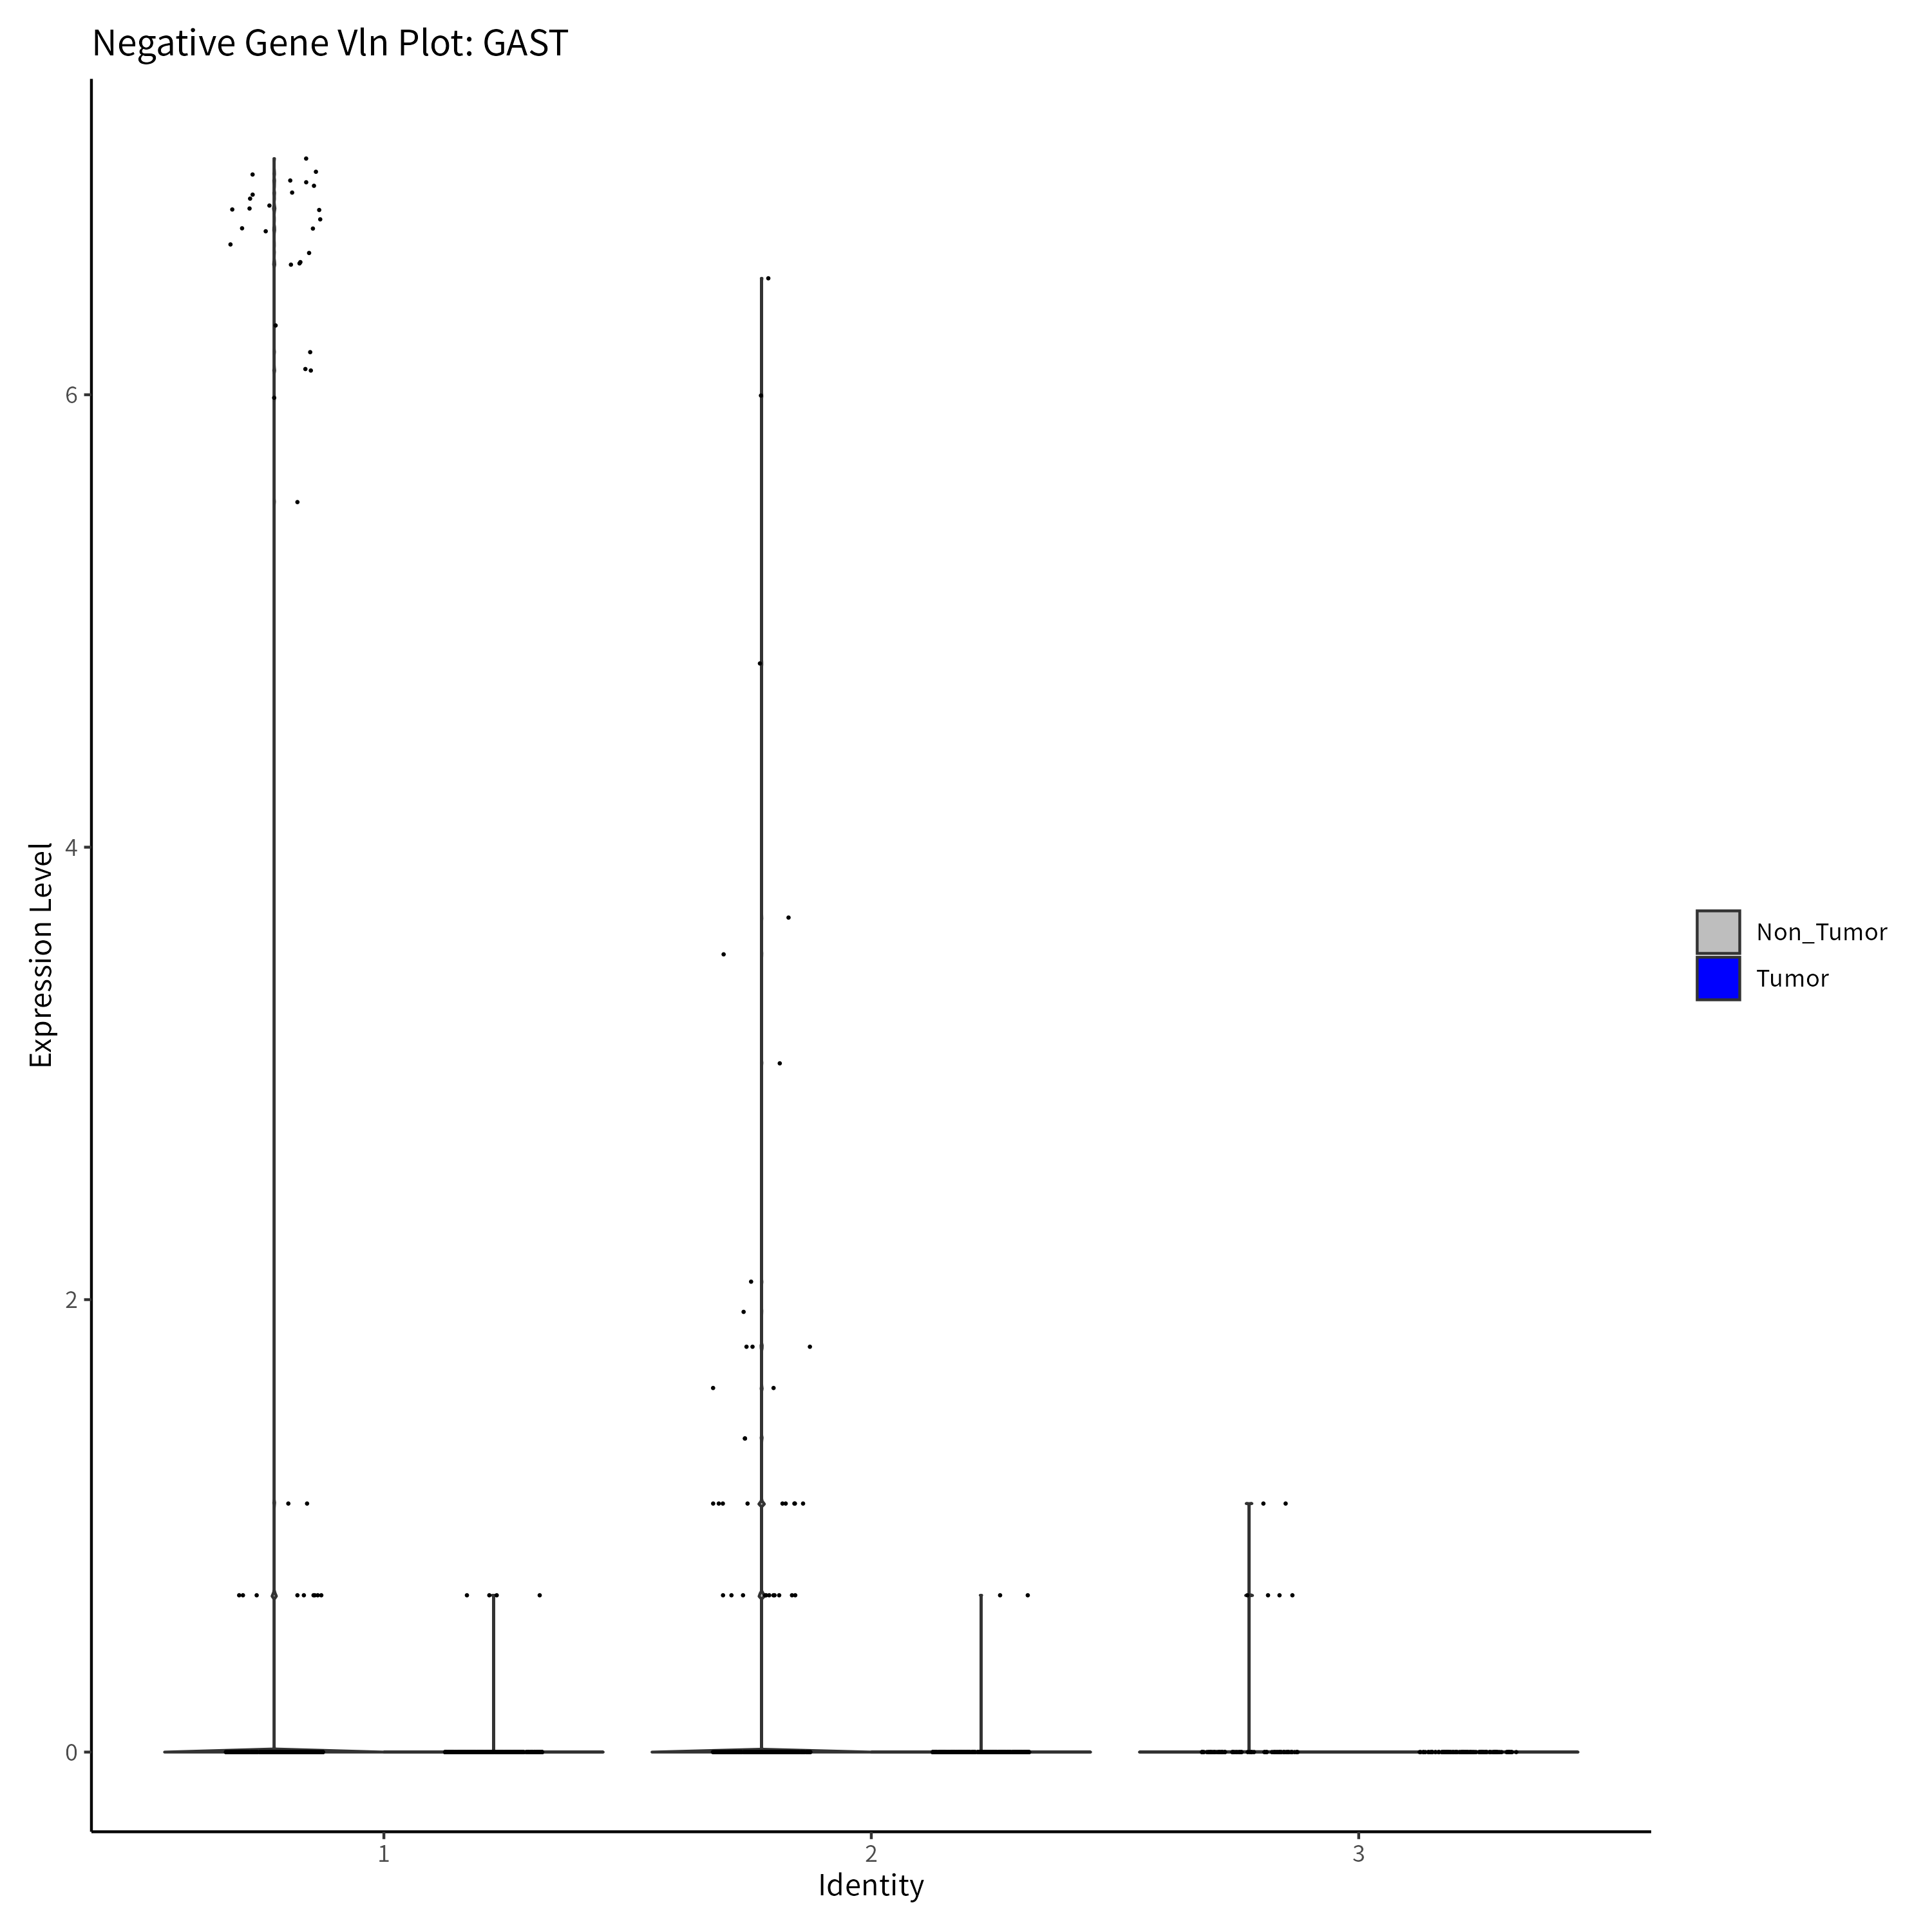 Negative Gene Vln Plot: GAST
Expression Level
6
4
2
0
1
2
3
Identity
Non_Tumor
Tumor